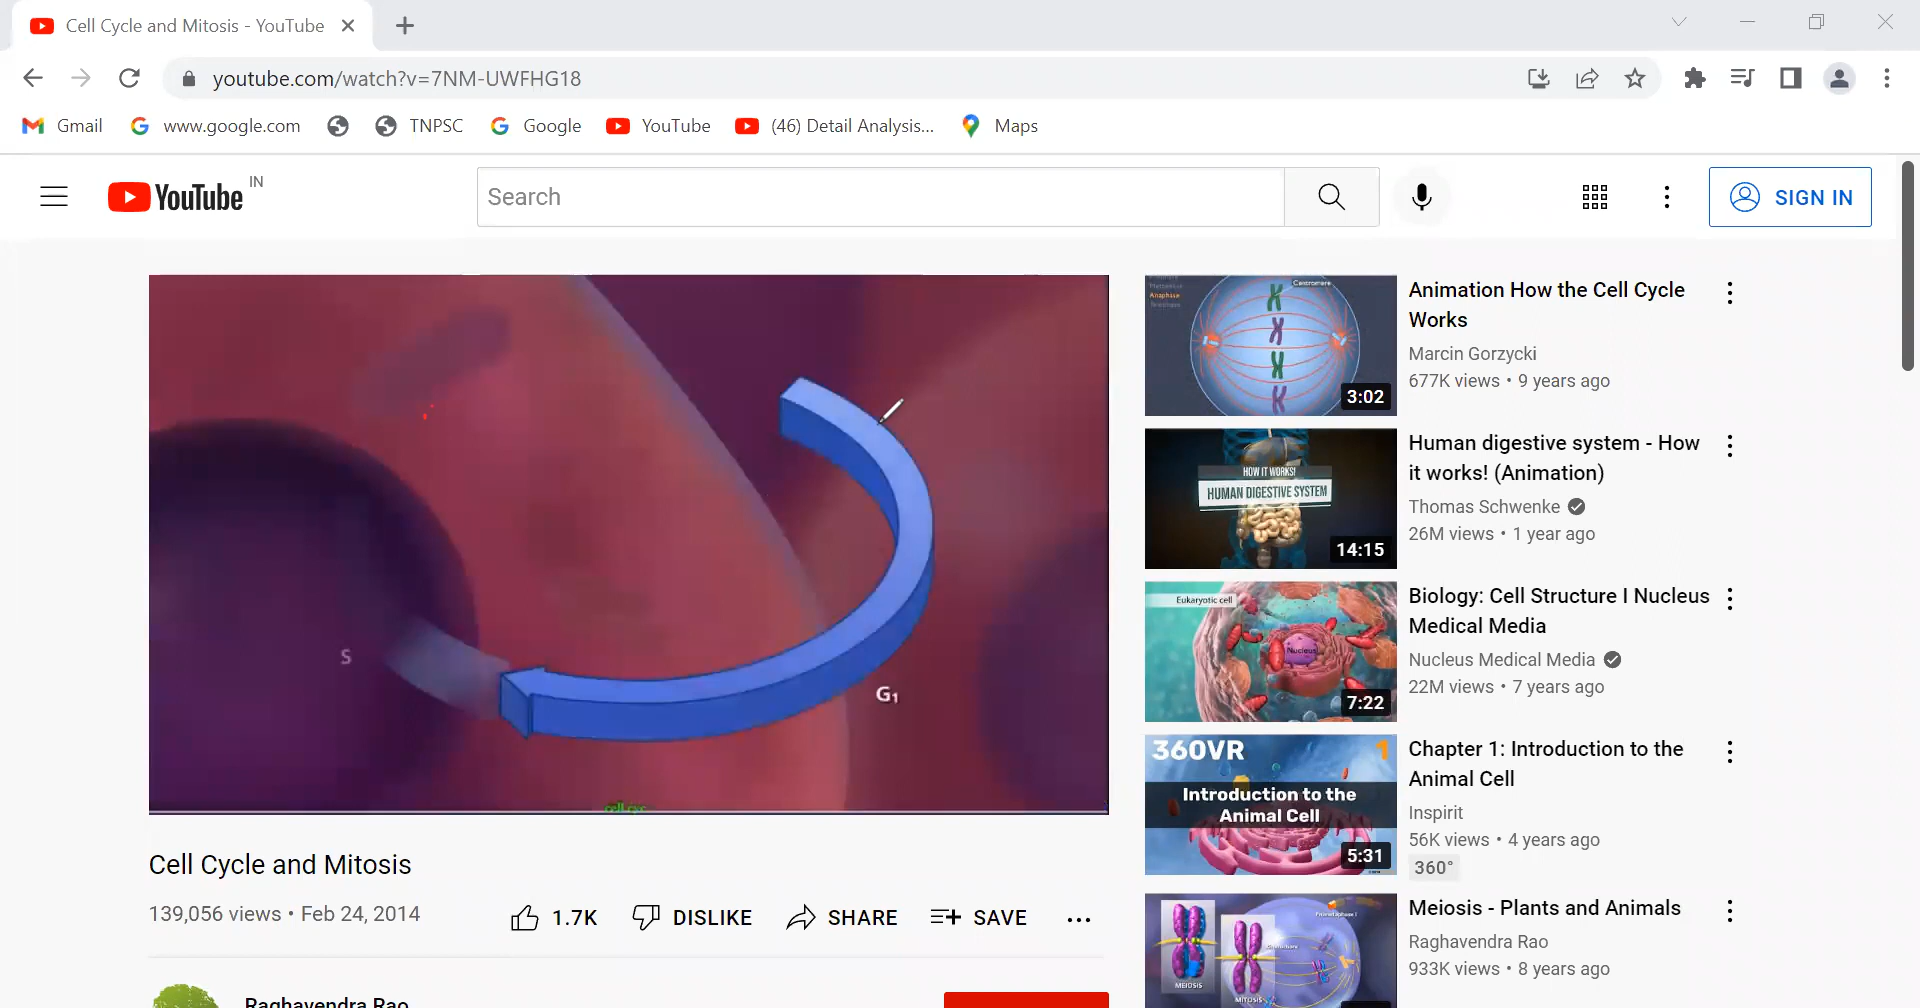 Cell Cycle and Mitosis - YouTube
youtube.com/watch?v=7NM-UWFHG18
Gmail
www.google.com
TNPSC
Google
YouTube
(46) Detail Analysis...
Maps
YouTube IN
Search
SIGN IN
S
G₁
Cell Cycle and Mitosis
139,056 views • Feb 24, 2014
1.7K
DISLIKE
SHARE
SAVE
Raghavendra Rao
Anaphase
Centromere
3:02
Animation How the Cell Cycle
Works
Marcin Gorzycki
677K views • 9 years ago
HOW IT WORKS!
HUMAN DIGESTIVE SYSTEM
14:15
Human digestive system - How
it works! (Animation)
Thomas Schwenke
26M views • 1 year ago
Eukaryotic cell
Nucleus
7:22
Biology: Cell Structure I Nucleus
Medical Media
Nucleus Medical Media
22M views • 7 years ago
360VR 1
Introduction to the
Animal Cell
5:31
Chapter 1: Introduction to the
Animal Cell
Inspirit
56K views • 4 years ago
360°
MEIOSIS
MITOSIS
Meiosis - Plants and Animals
Raghavendra Rao
933K views • 8 years ago